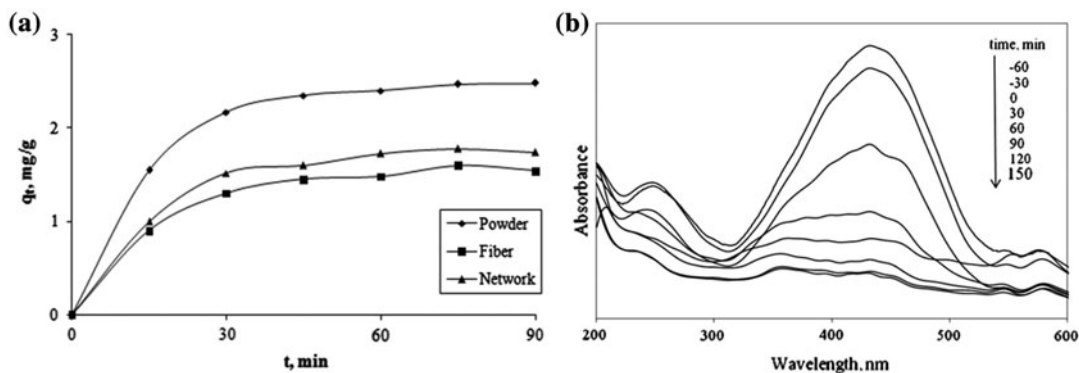 (a)
3
2
1
0
qt, mg/g
0 30 60 90
t, min
Powder
Fiber
Network
(b)
Absorbance
time, min
-60
-30
0
30
60
90
120
150
200 300 400 500 600
Wavelength, nm